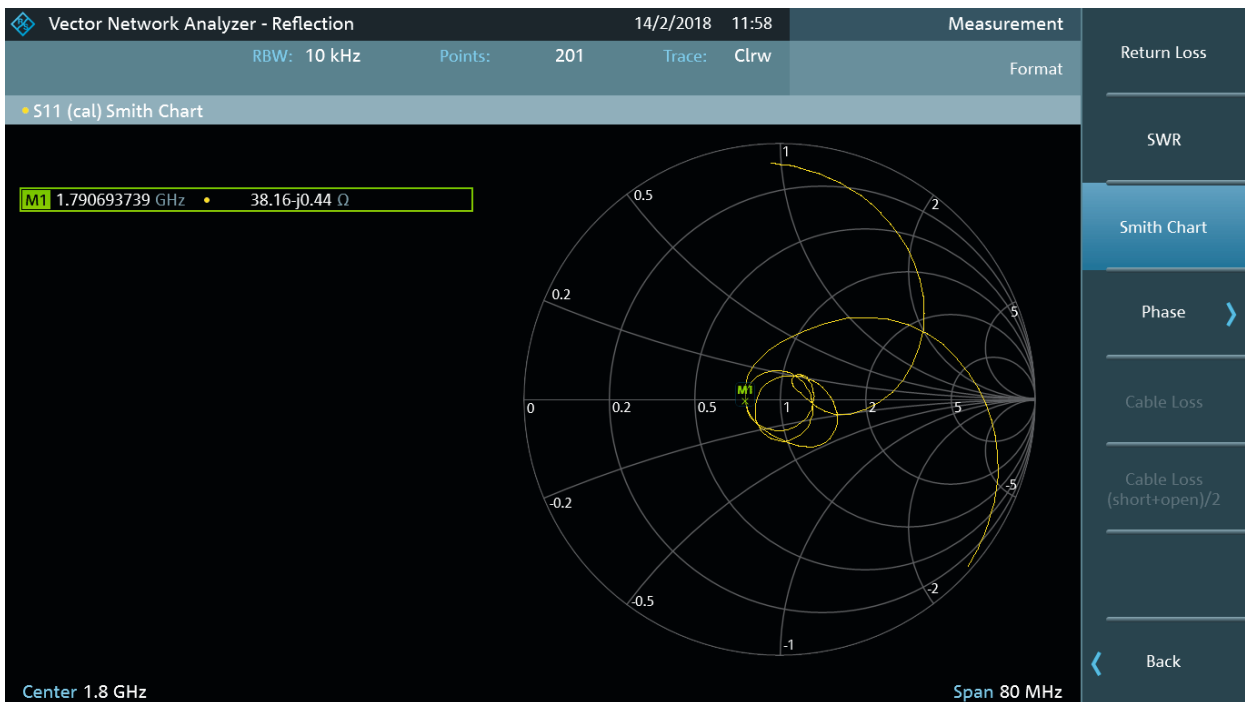 Vector Network Analyzer - Reflection 14/2/2018 11:58 Measurement
RBW: 10 kHz Points: 201 Trace: Clrw Format
S11 (cal) Smith Chart
M1 1.790693739 GHz • 38.16-j0.44 Ω
1
0.5
2
0.2
5
M1
0 0.2 0.5 1 2 5
-0.2
-5
-0.5
-2
-1
Center 1.8 GHz Span 80 MHz
Return Loss
SWR
Smith Chart
Phase
Cable Loss
Cable Loss
(short+open)/2
Back